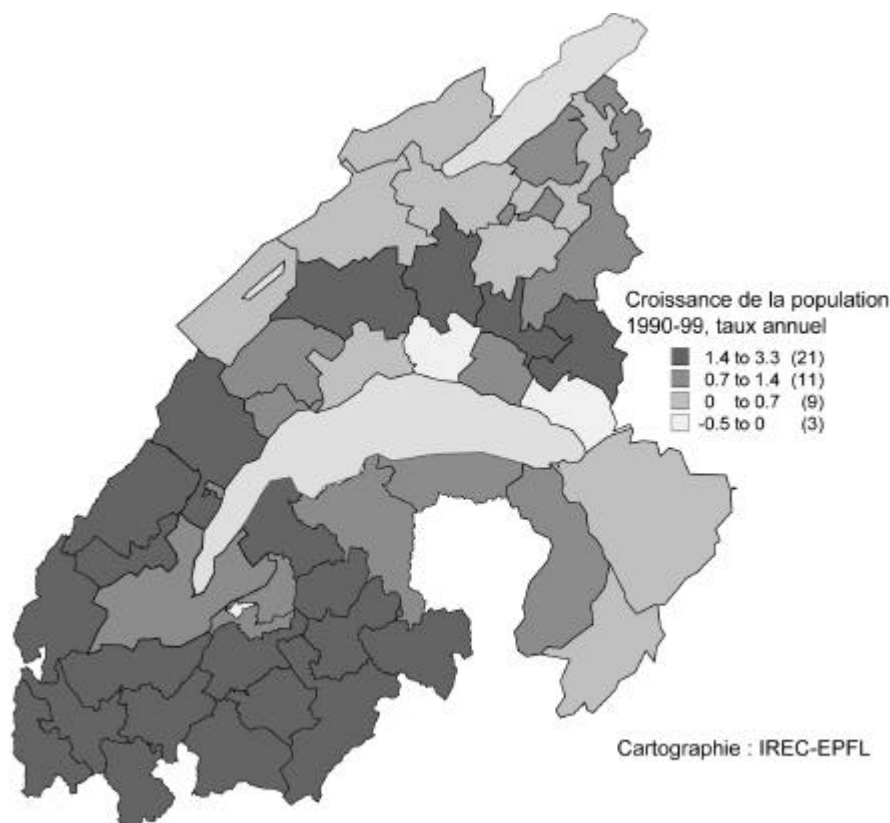 Croissance de la population
1990-99, taux annuel
1.4 to 3.3 (21)
0.7 to 1.4 (11)
0 to 0.7 (9)
-0.5 to 0 (3)
Cartographie : IREC-EPFL